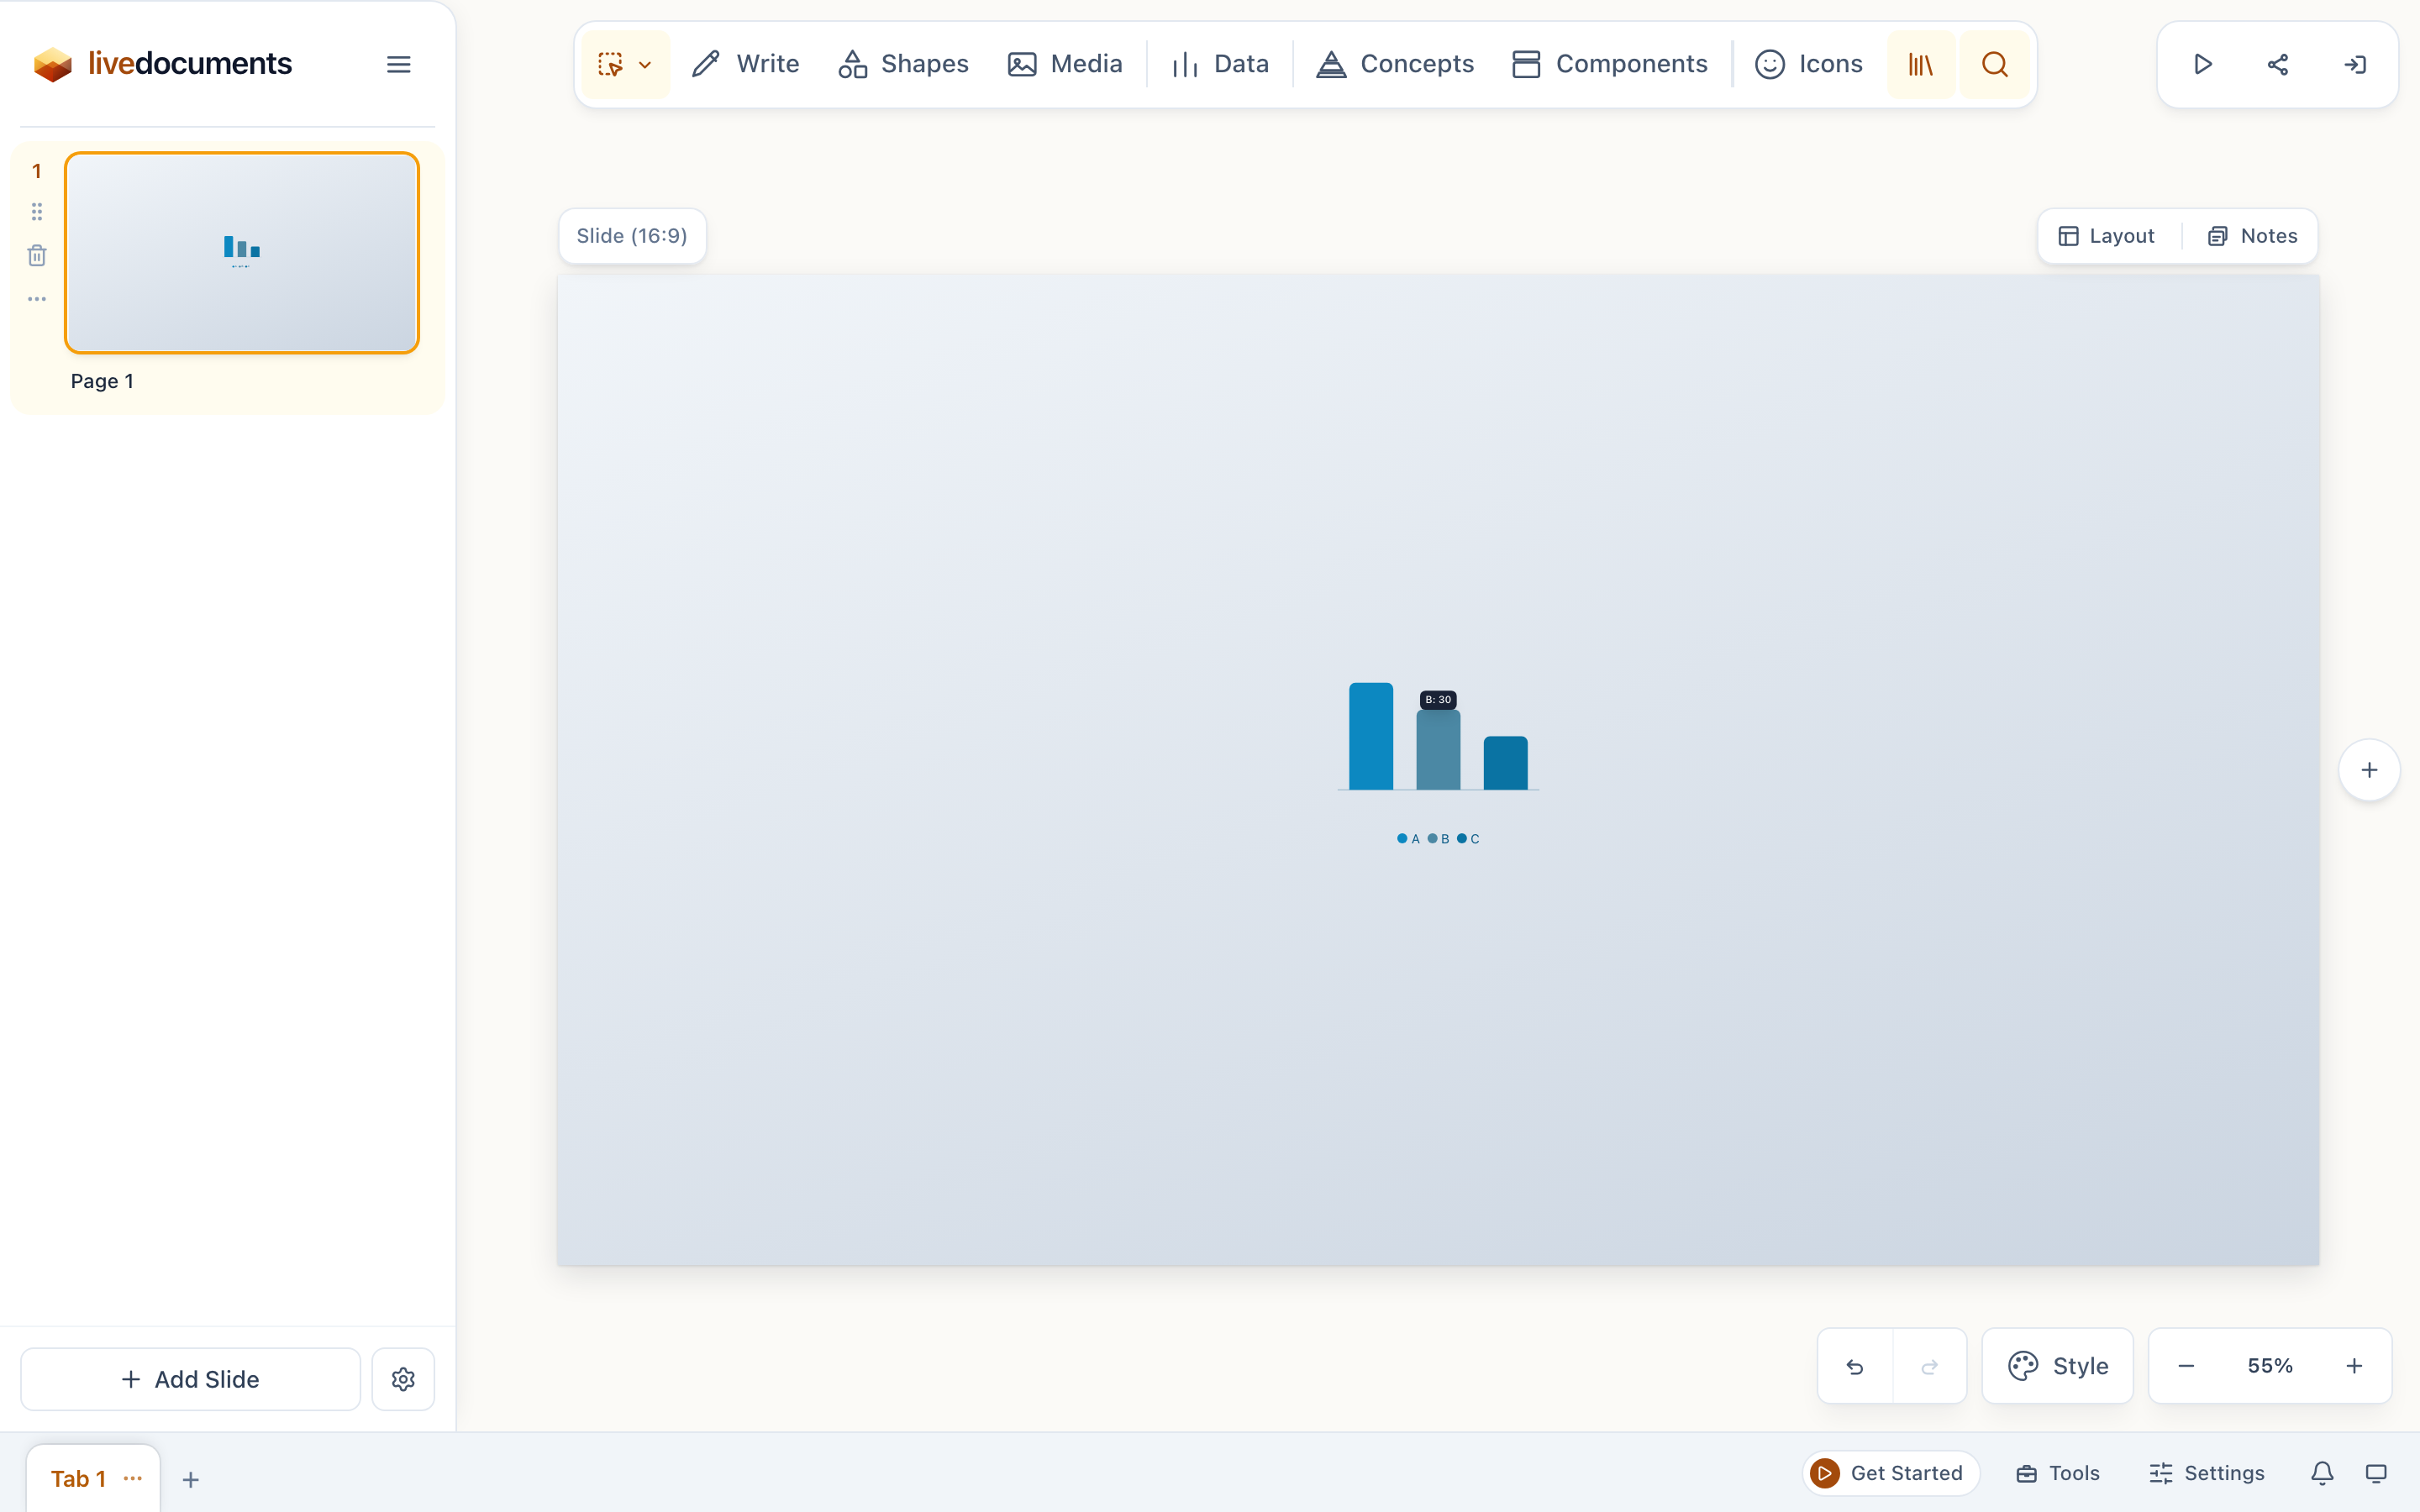 livedocuments
Write Shapes Media Data Concepts Components Icons
1
Page 1
Slide (16:9)
Layout Notes
B: 30
A B C
Add Slide
Style
55%
Tab 1
Get Started
Tools
Settings